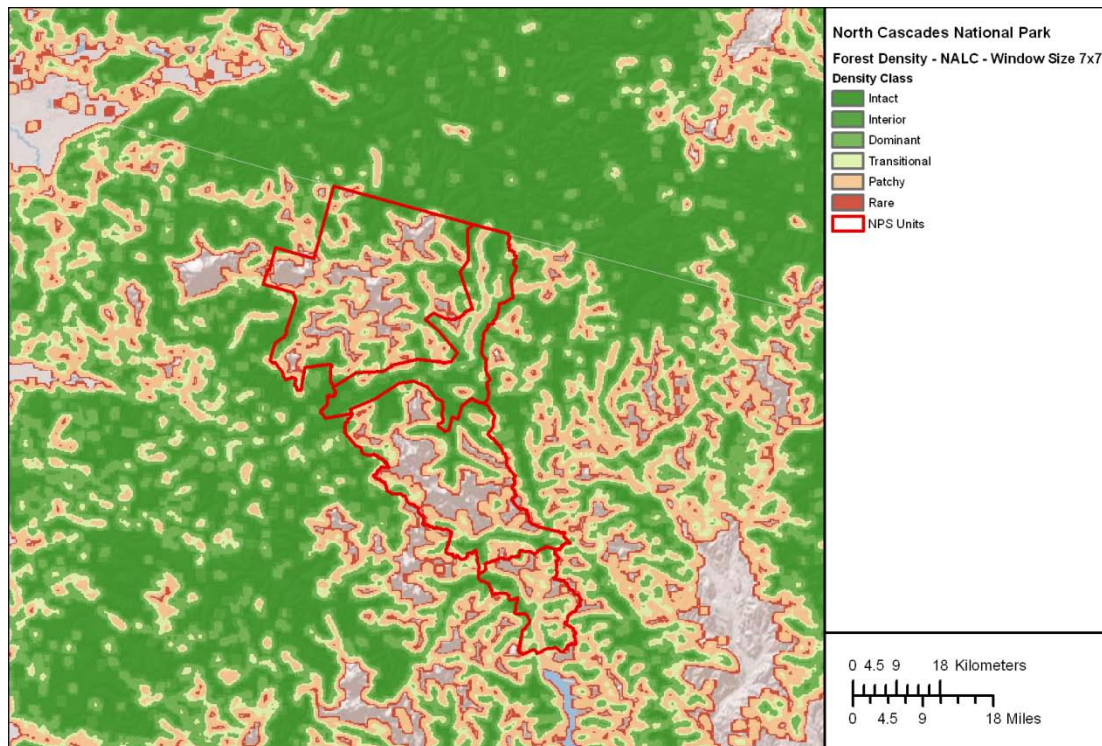 North Cascades National Park
Forest Density - NALC - Window Size 7x7
Density Class
Intact
Interior
Dominant
Transitional
Patchy
Rare
NPS Units
0 4.5 9 18 Kilometers
0 4.5 9 18 Miles